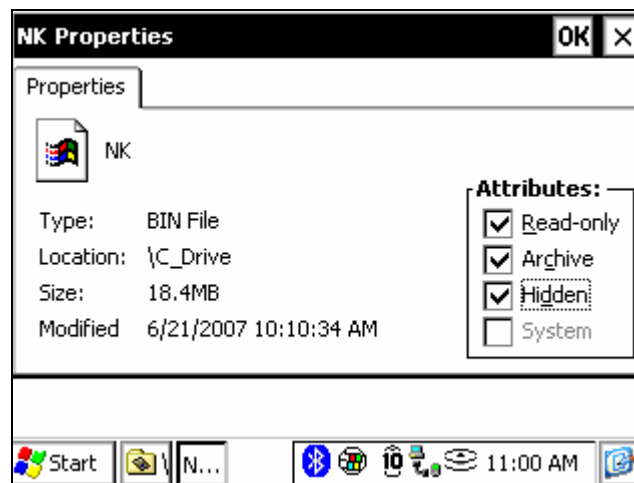 NK Properties OK ×
Properties
NK
Attributes:
Type: BIN File
Read-only
Location: \C_Drive
Archive
Size: 18.4MB
Hidden
Modified 6/21/2007 10:10:34 AM
System
Start \ N... 11:00 AM